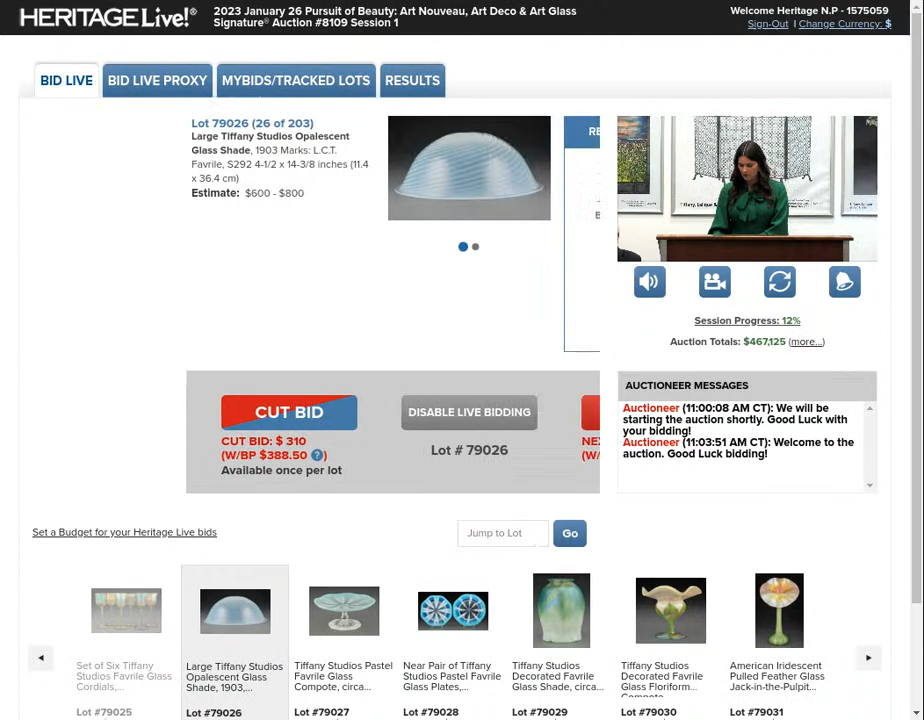 HERITAGE Live!®
2023 January 26 Pursuit of Beauty: Art Nouveau, Art Deco & Art Glass
Signature® Auction #8109 Session 1
Welcome Heritage N.P - 1575059
Sign-Out | Change Currency: $
BID LIVE
BID LIVE PROXY
MYBIDS/TRACKED LOTS
RESULTS
Lot 79026 (26 of 203)
Large Tiffany Studios Opalescent
Glass Shade, 1903 Marks: L.C.T.
Favrile, S292 4-1/2 x 14-3/8 inches (11.4
x 36.4 cm)
Estimate: $600 - $800
RE
Session Progress: 12%
Auction Totals: $467,125 (more...)
CUT BID
CUT BID: $ 310
(W/BP $388.50 ?)
Available once per lot
DISABLE LIVE BIDDING
Lot # 79026
NE
(W/
AUCTIONEER MESSAGES
Auctioneer (11:00:08 AM CT): We will be
starting the auction shortly. Good Luck with
your bidding!
Auctioneer (11:03:51 AM CT): Welcome to the
auction. Good Luck bidding!
Set a Budget for your Heritage Live bids
Jump to Lot
Go
Set of Six Tiffany
Studios Favrile Glass
Cordials,...
Lot #79025
Large Tiffany Studios
Opalescent Glass
Shade, 1903,...
Lot #79026
Tiffany Studios Pastel
Favrile Glass
Compote, circa...
Lot #79027
Near Pair of Tiffany
Studios Pastel Favrile
Glass Plates,...
Lot #79028
Tiffany Studios
Decorated Favrile
Glass Shade, circa...
Lot #79029
Tiffany Studios
Decorated Favrile
Glass Floriform...
Compote
Lot #79030
American Iridescent
Pulled Feather Glass
Jack-in-the-Pulpit...
Lot #79031